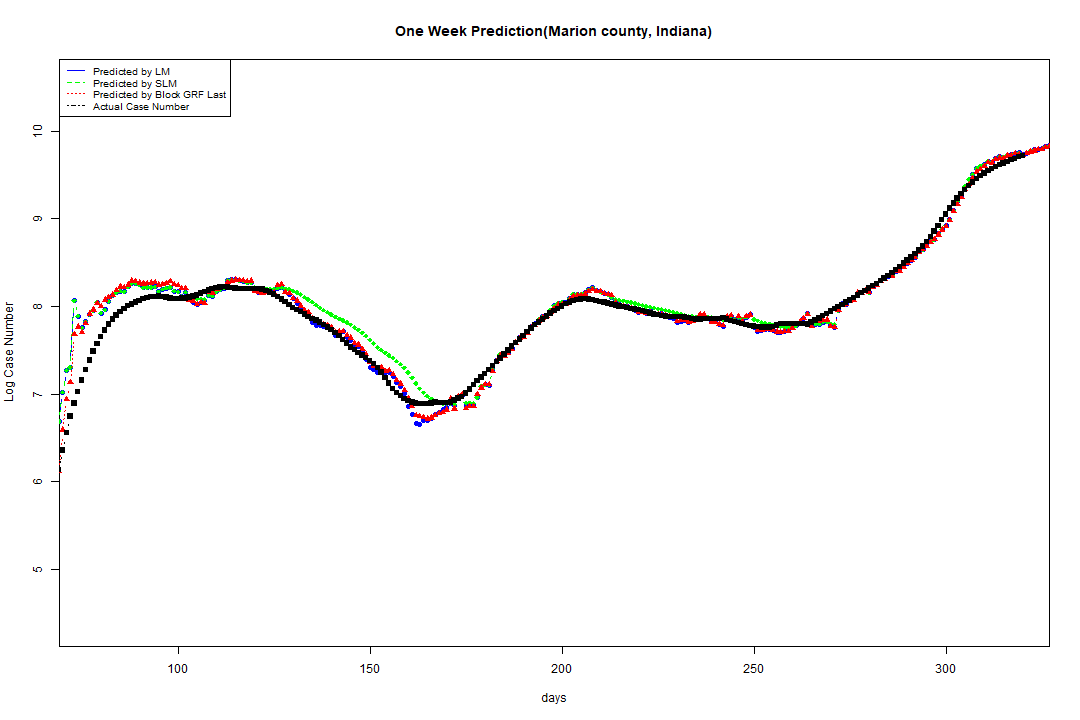 One Week Prediction(Marion county, Indiana)
Predicted by LM
Predicted by SLM
Predicted by Block GRF Last
Actual Case Number
10
9
8
7
6
5
Log Case Number
100 150 200 250 300
days